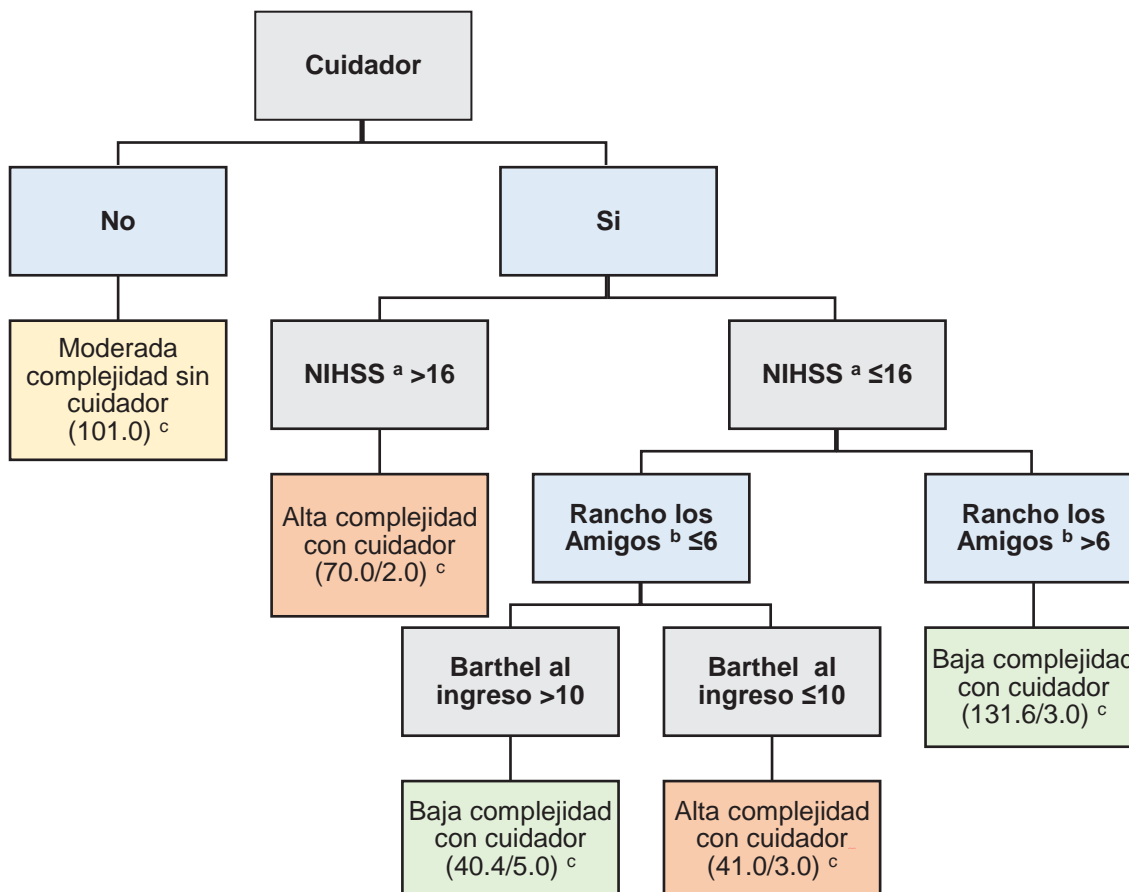 Cuidador
No
Si
Moderada
complejidad sin
cuidador
(101.0) c
NIHSS a >16
NIHSS a ≤16
Alta complejidad
con cuidador
(70.0/2.0) c
Rancho los
Amigos b ≤6
Rancho los
Amigos b >6
Barthel al
ingreso >10
Barthel al
ingreso ≤10
Baja complejidad
con cuidador
(131.6/3.0) c
Baja complejidad
con cuidador
(40.4/5.0) c
Alta complejidad
con cuidador
(41.0/3.0) c